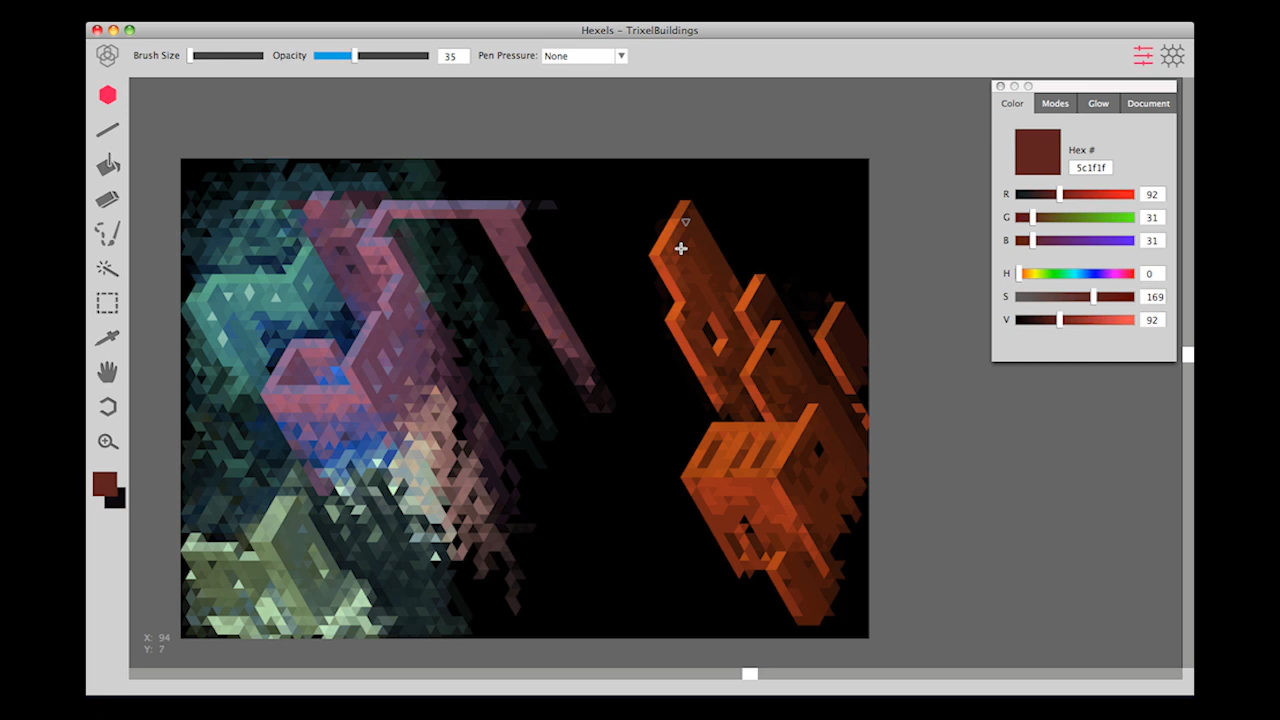 Hexels - TrixelBuildings
Brush Size Opacity 35 Pen Pressure: None
Color Modes Glow Document
Hex #
5c1f1f
R 92
G 31
B 31
H 0
S 169
V 92
X: 94
Y: 7